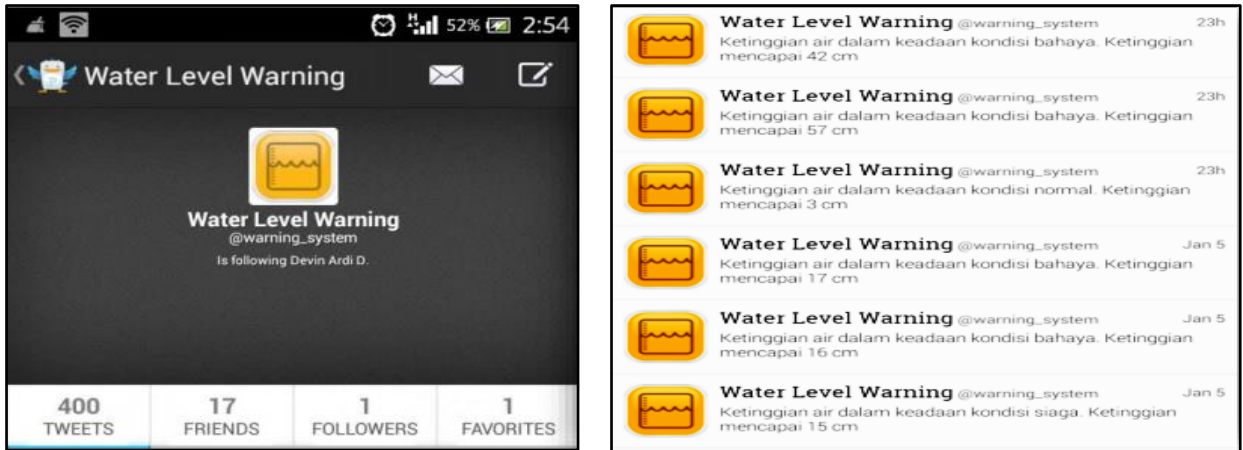 H 52% 2:54
Water Level Warning
Water Level Warning
@warning_system
Is following Devin Ardi D.
400 17 1 1
TWEETS FRIENDS FOLLOWERS FAVORITES
Water Level Warning @warning_system 23h
Ketinggian air dalam keadaan kondisi bahaya. Ketinggian
mencapai 42 cm
Water Level Warning @warning_system 23h
Ketinggian air dalam keadaan kondisi bahaya. Ketinggian
mencapai 57 cm
Water Level Warning @warning_system 23h
Ketinggian air dalam keadaan kondisi normal. Ketinggian
mencapai 3 cm
Water Level Warning @warning_system Jan 5
Ketinggian air dalam keadaan kondisi bahaya. Ketinggian
mencapai 17 cm
Water Level Warning @warning_system Jan 5
Ketinggian air dalam keadaan kondisi bahaya. Ketinggian
mencapai 16 cm
Water Level Warning @warning_system Jan 5
Ketinggian air dalam keadaan kondisi siaga. Ketinggian
mencapai 15 cm